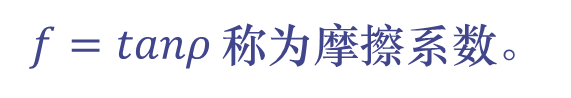 f = tanρ 称为摩擦系数。